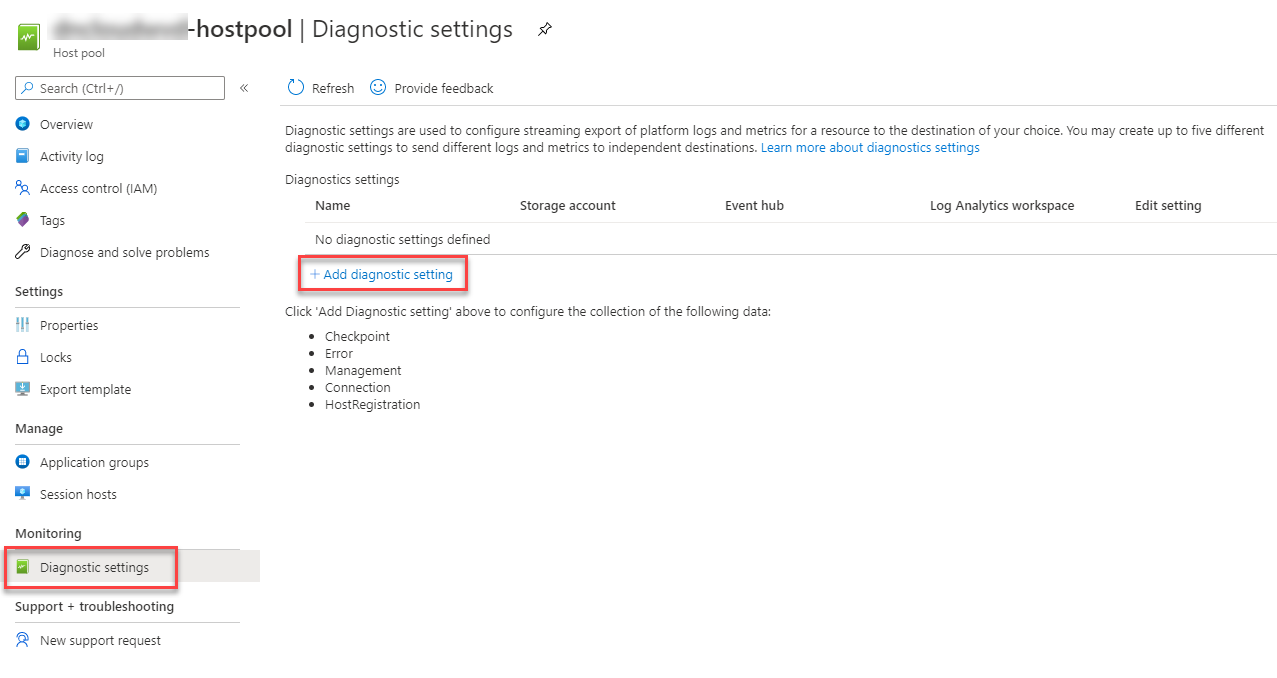 -hostpool | Diagnostic settings
Host pool
Search (Ctrl+/)
«
Overview
Activity log
Access control (IAM)
Tags
Diagnose and solve problems
Settings
Properties
Locks
Export template
Manage
Application groups
Session hosts
Monitoring
Diagnostic settings
Support + troubleshooting
New support request
Refresh
Provide feedback
Diagnostic settings are used to configure streaming export of platform logs and metrics for a resource to the destination of your choice. You may create up to five different
diagnostic settings to send different logs and metrics to independent destinations. Learn more about diagnostics settings
Diagnostics settings
Name Storage account Event hub Log Analytics workspace Edit setting
No diagnostic settings defined
+ Add diagnostic setting
Click 'Add Diagnostic setting' above to configure the collection of the following data:
• Checkpoint
• Error
• Management
• Connection
• HostRegistration